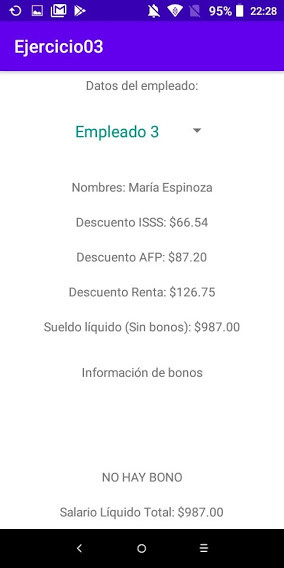 95% 22:28
Ejercicio03
Datos del empleado:
Empleado 3
Nombres: María Espinoza
Descuento ISSS: $66.54
Descuento AFP: $87.20
Descuento Renta: $126.75
Sueldo líquido (Sin bonos): $987.00
Información de bonos
NO HAY BONO
Salario Líquido Total: $987.00